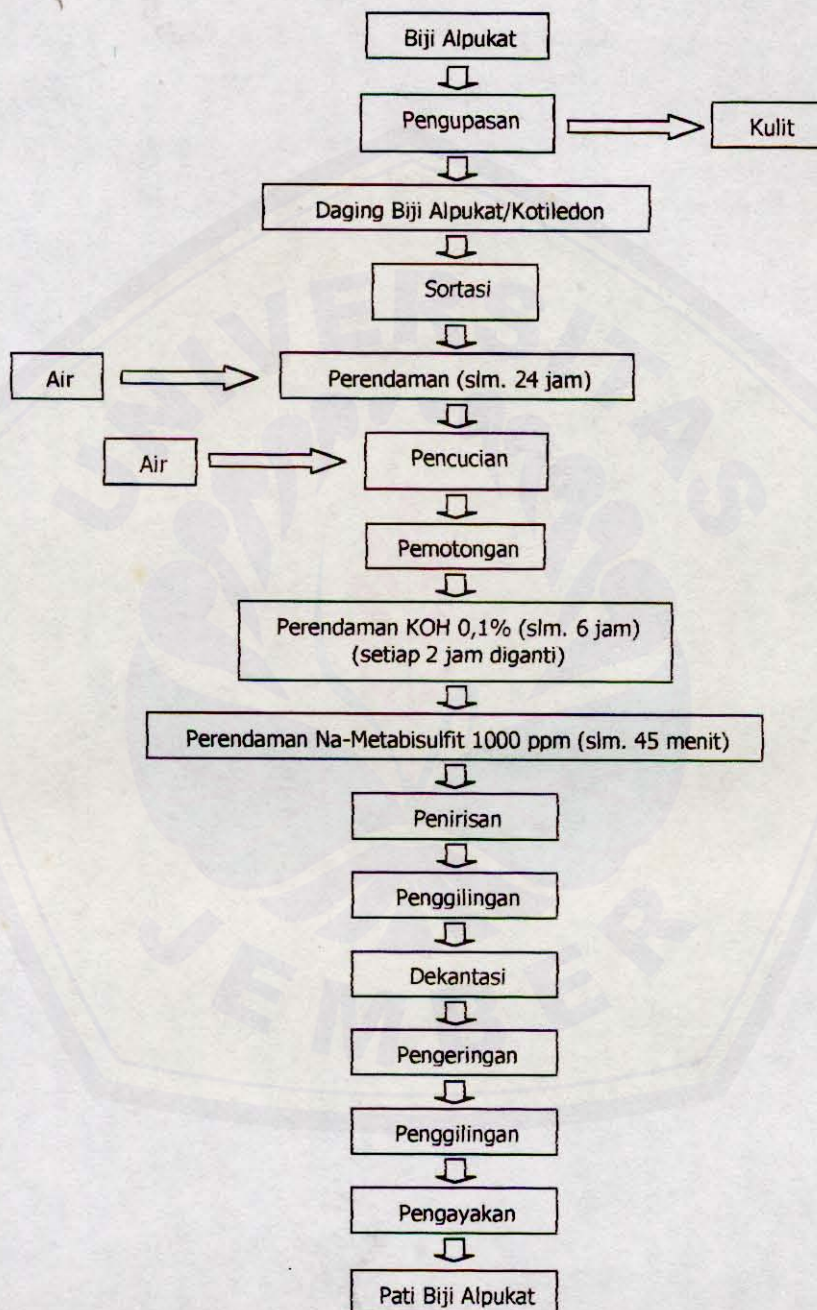 Biji Alpukat
Pengupasan
Kulit
Daging Biji Alpukat/Kotiledon
Sortasi
Air
Perendaman (slm. 24 jam)
Air
Pencucian
Pemotongan
Perendaman KOH 0,1% (slm. 6 jam)
(setiap 2 jam diganti)
Perendaman Na-Metabisulfit 1000 ppm (slm. 45 menit)
Penirisan
Penggilingan
Dekantasi
Pengeringan
Penggilingan
Pengayakan
Pati Biji Alpukat
UNIVERSITAS
JEMBER